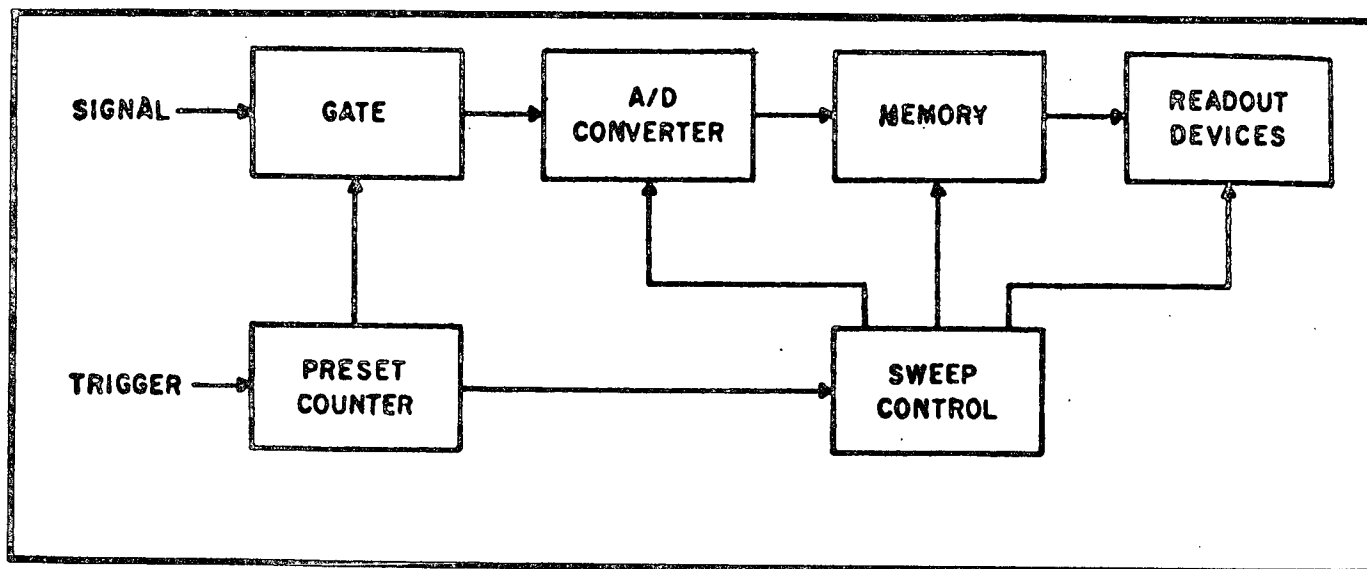 SIGNAL
GATE
A/D
CONVERTER
MEMORY
READOUT
DEVICES
TRIGGER
PRESET
COUNTER
SWEEP
CONTROL